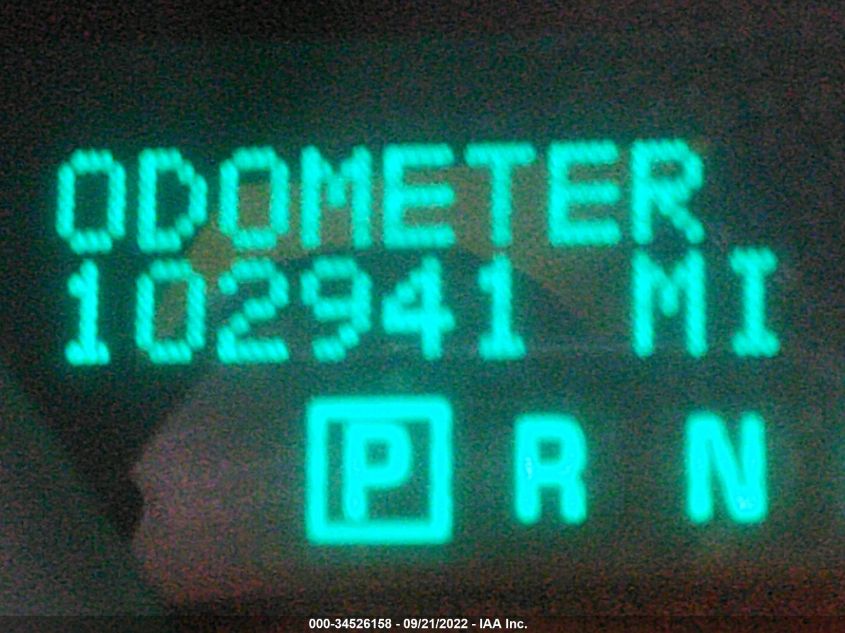 ODOMETER
102941 MI
P R N
000-34526158 - 09/21/2022 - IAA Inc.